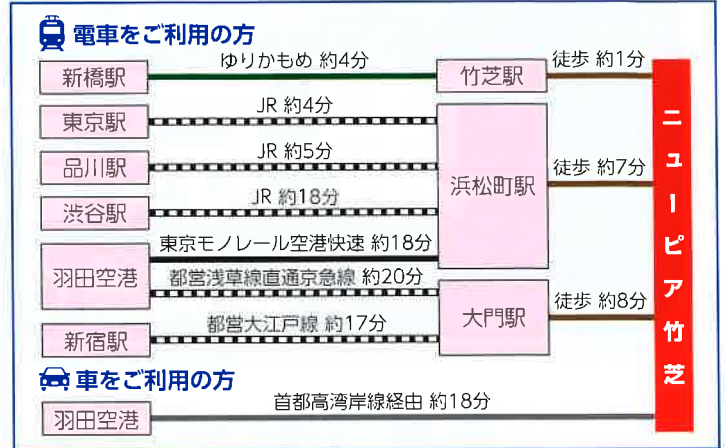 電車をご利用の方
新橋駅 ゆりかもめ 約4分 竹芝駅 徒歩 約1分
東京駅 JR 約4分
品川駅 JR 約5分 浜松町駅 徒歩 約7分
渋谷駅 JR 約18分
羽田空港 東京モノレール空港快速 約18分
都営浅草線直通京急線 約20分
新宿駅 都営大江戸線 約17分 大門駅 徒歩 約8分
ニューピア竹芝
車をご利用の方
羽田空港 首都高湾岸線経由 約18分